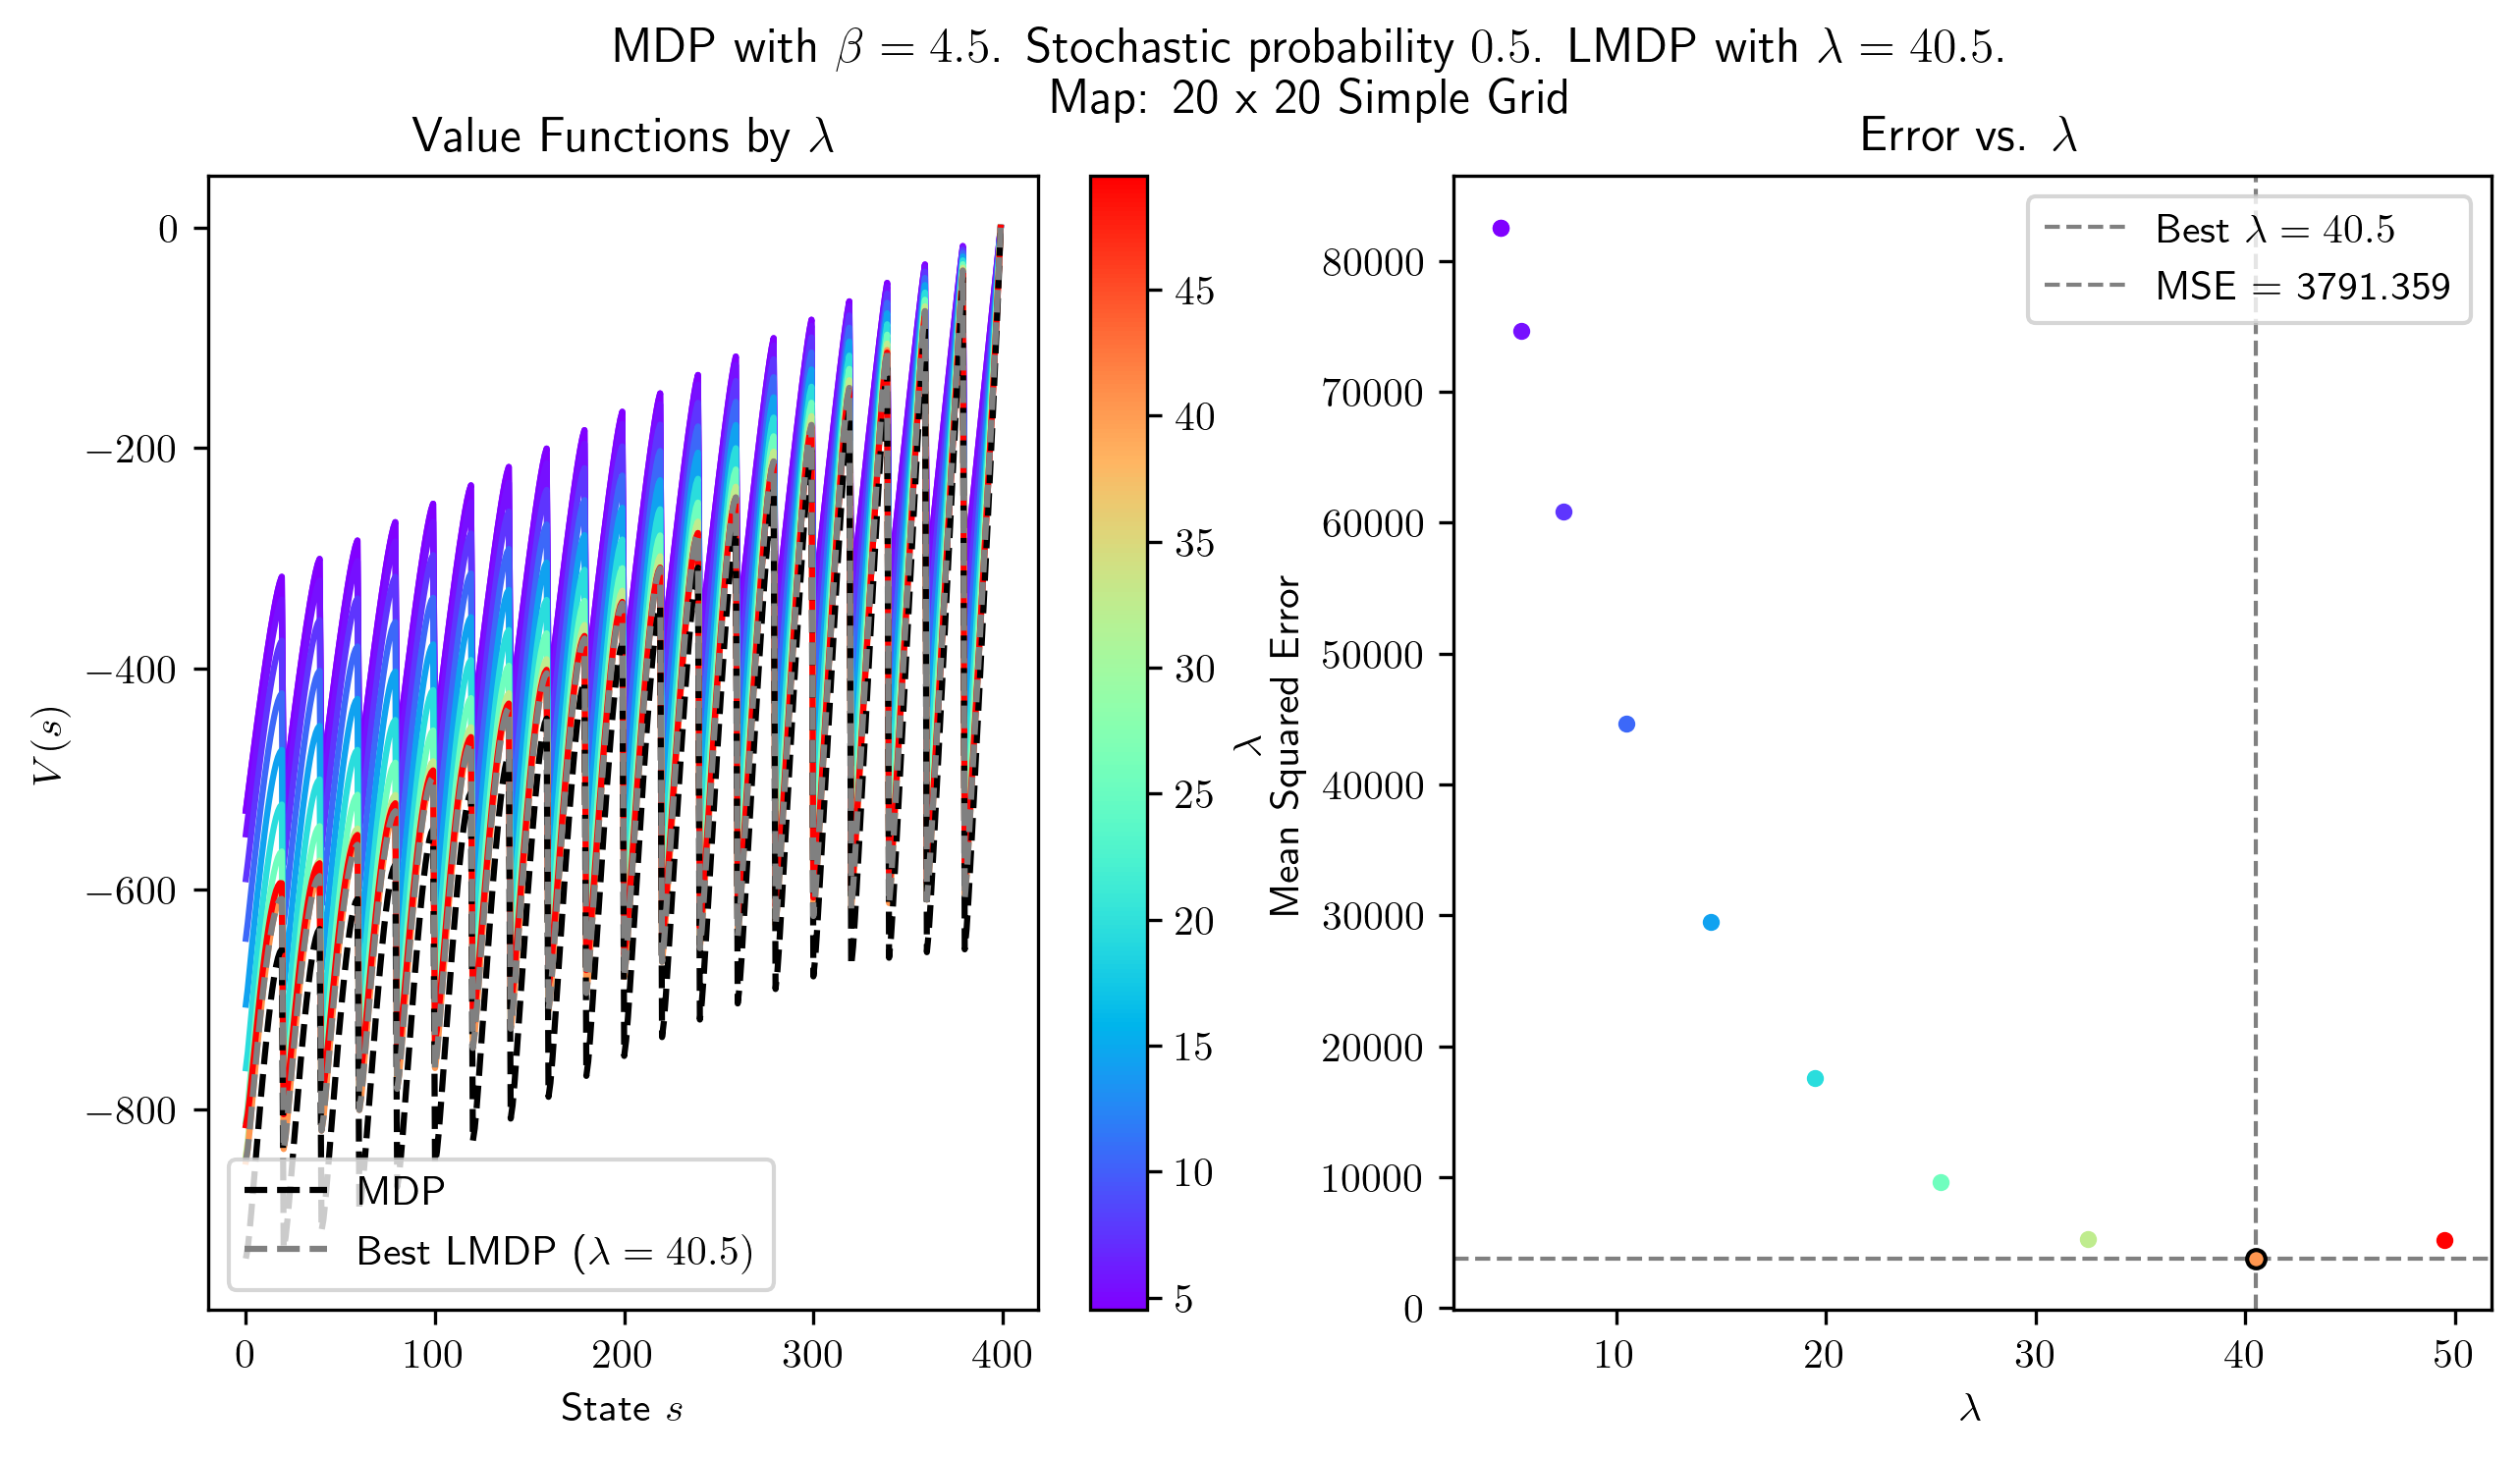 MDP with β = 4.5. Stochastic probability 0.5. LMDP with λ = 40.5.
Map: 20 x 20 Simple Grid
Value Functions by λ
0
−200
−400
−600
−800
V(s)
0
100
200
300
400
State s
MDP
Best LMDP (λ = 40.5)
45
40
35
30
25
20
15
10
5
λ
Error vs. λ
Best λ = 40.5
MSE = 3791.359
80000
70000
60000
50000
40000
30000
20000
10000
0
Mean Squared Error
10
20
30
40
50
λ